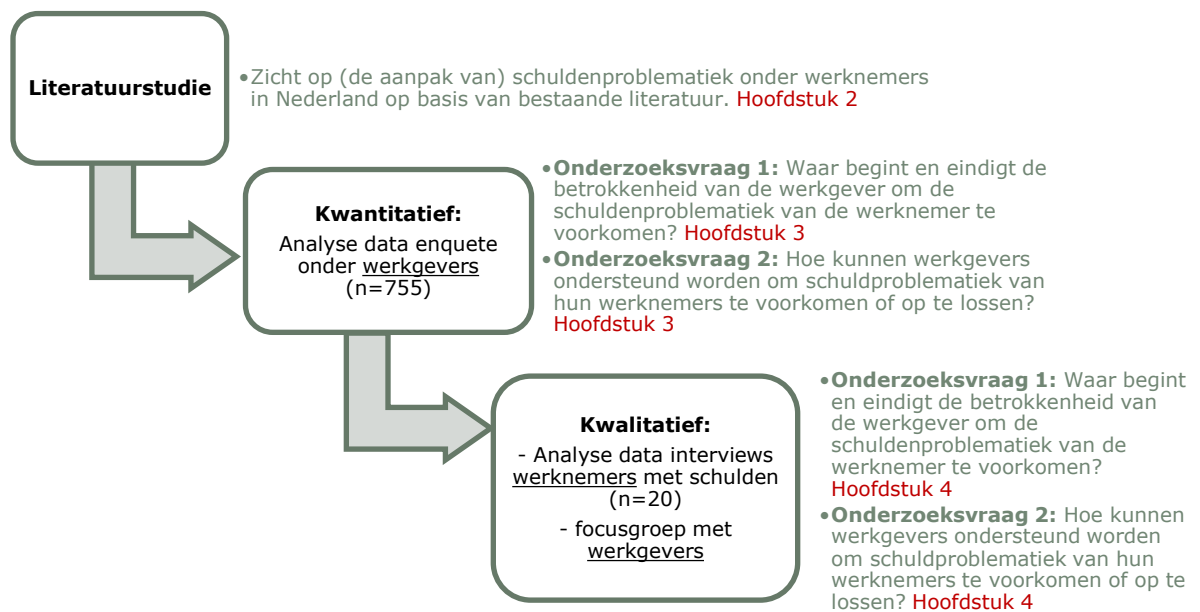 Literatuurstudie
•Zicht op (de aanpak van) schuldenproblematiek onder werknemers
in Nederland op basis van bestaande literatuur. Hoofdstuk 2
Kwantitatief:
Analyse data enquete
onder werkgevers
(n=755)
•Onderzoeksvraag 1: Waar begint en eindigt de
betrokkenheid van de werkgever om de
schuldenproblematiek van de werknemer te
voorkomen? Hoofdstuk 3
•Onderzoeksvraag 2: Hoe kunnen werkgevers
ondersteund worden om schuldproblematiek van
hun werknemers te voorkomen of op te lossen?
Hoofdstuk 3
Kwalitatief:
- Analyse data interviews
werknemers met schulden
(n=20)
- focusgroep met
werkgevers
•Onderzoeksvraag 1: Waar begint
en eindigt de betrokkenheid van
de werkgever om de
schuldenproblematiek van de
werknemer te voorkomen?
Hoofdstuk 4
•Onderzoeksvraag 2: Hoe kunnen
werkgevers ondersteund worden
om schuldproblematiek van hun
werknemers te voorkomen of op te
lossen? Hoofdstuk 4